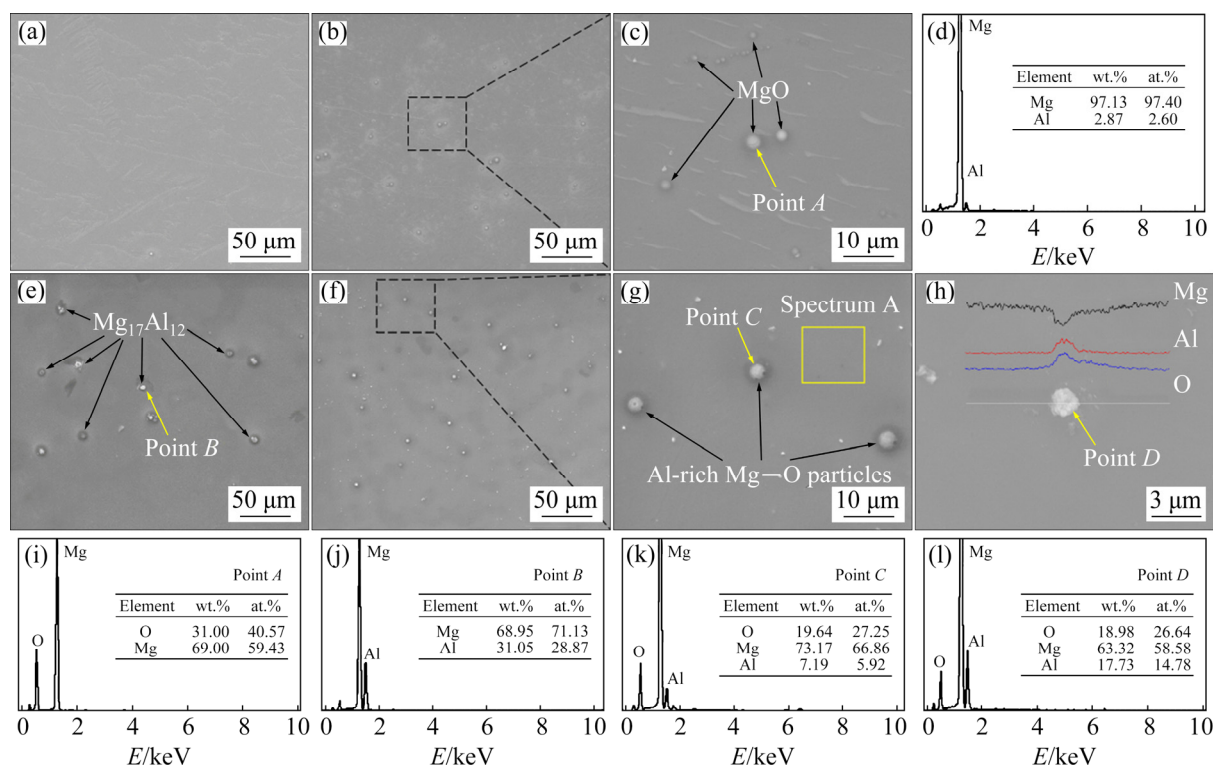 (a)
50 μm
(b)
50 μm
(c)
MgO
Point A
10 μm
(d)
Mg
Element wt.% at.%
Mg 97.13 97.40
Al 2.87 2.60
Al
0 2 4 6 8 10
E/keV
(e)
Mg17Al12
Point B
50 μm
(f)
50 μm
(g)
Spectrum A
Point C
Al-rich Mg—O particles
10 μm
(h)
Mg
Al
O
Point D
3 μm
(i)
Mg
Point A
Element wt.% at.%
O 31.00 40.57
Mg 69.00 59.43
O
0 2 4 6 8 10
E/keV
(j)
Mg
Point B
Element wt.% at.%
Mg 68.95 71.13
Al 31.05 28.87
Al
0 2 4 6 8 10
E/keV
(k)
Mg
Point C
Element wt.% at.%
O 19.64 27.25
Mg 73.17 66.86
Al 7.19 5.92
O
Al
0 2 4 6 8 10
E/keV
(l)
Mg
Point D
Element wt.% at.%
O 18.98 26.64
Mg 63.32 58.58
Al 17.73 14.78
O
Al
0 2 4 6 8 10
E/keV